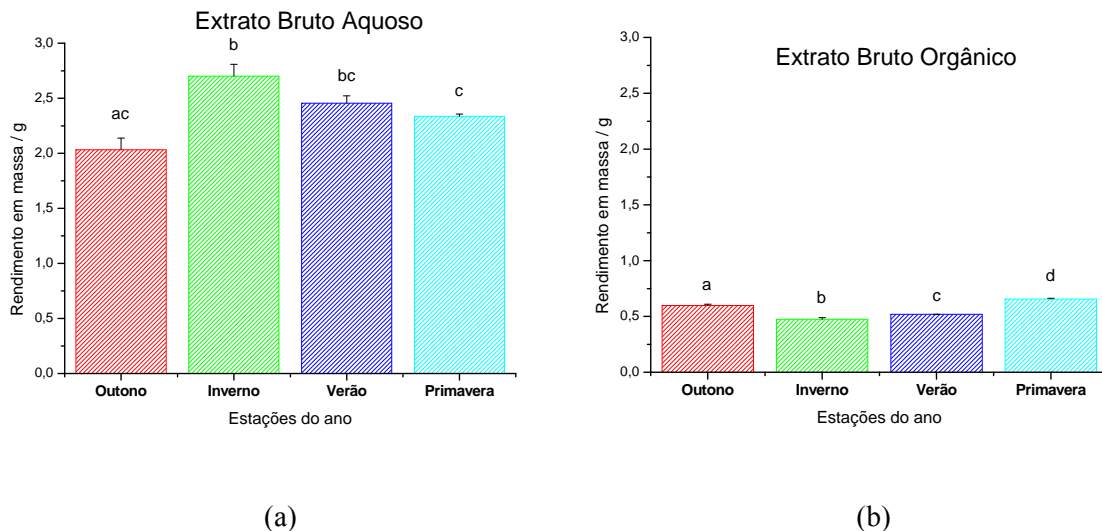 Extrato Bruto Aquoso
Rendimento em massa / g
3,0
2,5
2,0
1,5
1,0
0,5
0,0
ac
b
bc
c
Outono Inverno Verão Primavera
Estações do ano
(a)
Extrato Bruto Orgânico
Rendimento em massa / g
3,0
2,5
2,0
1,5
1,0
0,5
0,0
a
b
c
d
Outono Inverno Verão Primavera
Estações do ano
(b)